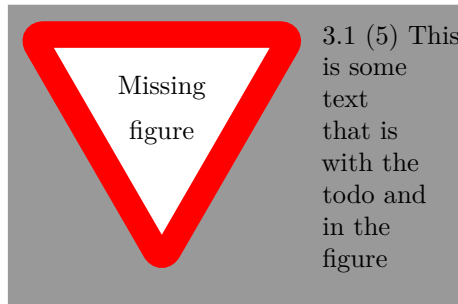 Missing
figure
3.1 (5) This
is some
text
that is
with the
todo and
in the
figure